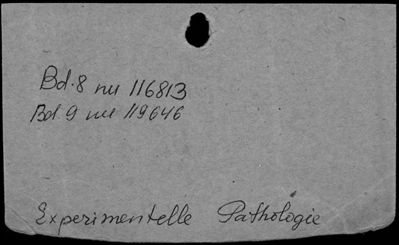 Bd. 8 nu 116813
Bd. 9 nu 119646
Experimentelle Pathologie